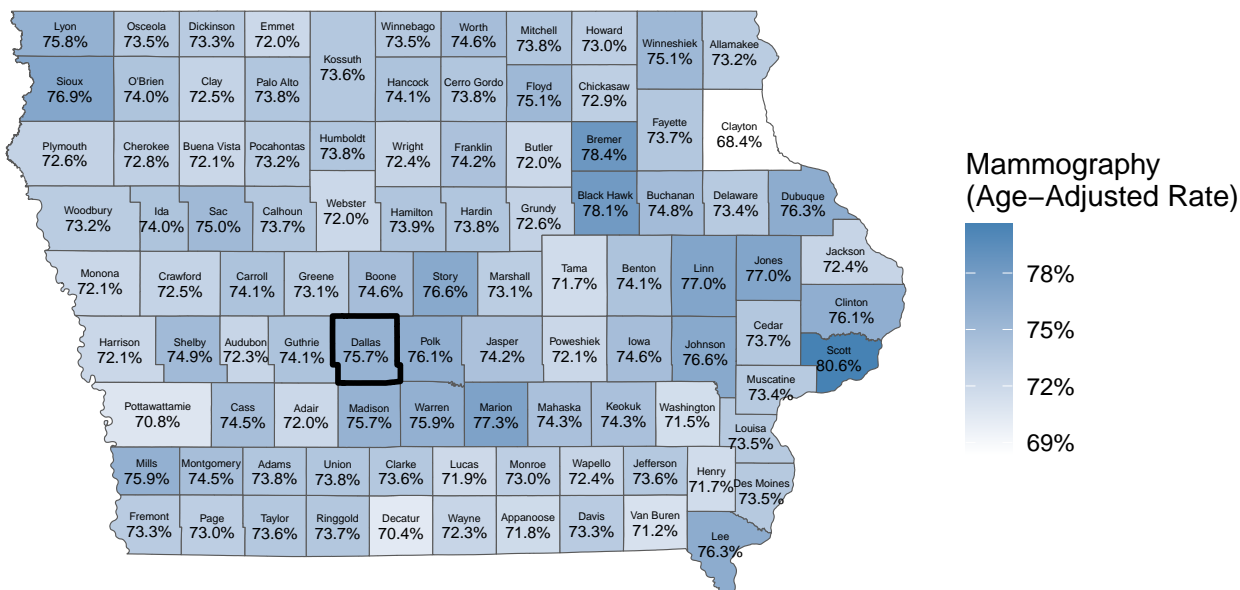 Lyon
75.8%
Osceola
73.5%
Dickinson
73.3%
Emmet
72.0%
Kossuth
73.6%
Winnebago
73.5%
Worth
74.6%
Mitchell
73.8%
Howard
73.0%
Winneshiek
75.1%
Allamakee
73.2%
Sioux
76.9%
O'Brien
74.0%
Clay
72.5%
Palo Alto
73.8%
Hancock
74.1%
Cerro Gordo
73.8%
Floyd
75.1%
Chickasaw
72.9%
Fayette
73.7%
Clayton
68.4%
Plymouth
72.6%
Cherokee
72.8%
Buena Vista
72.1%
Pocahontas
73.2%
Humboldt
73.8%
Wright
72.4%
Franklin
74.2%
Butler
72.0%
Bremer
78.4%
Woodbury
73.2%
Ida
74.0%
Sac
75.0%
Calhoun
73.7%
Webster
72.0%
Hamilton
73.9%
Hardin
73.8%
Grundy
72.6%
Black Hawk
78.1%
Buchanan
74.8%
Delaware
73.4%
Dubuque
76.3%
Monona
72.1%
Crawford
72.5%
Carroll
74.1%
Greene
73.1%
Boone
74.6%
Story
76.6%
Marshall
73.1%
Tama
71.7%
Benton
74.1%
Linn
77.0%
Jones
77.0%
Jackson
72.4%
Clinton
76.1%
Harrison
72.1%
Shelby
74.9%
Audubon
72.3%
Guthrie
74.1%
Dallas
75.7%
Polk
76.1%
Jasper
74.2%
Poweshiek
72.1%
Iowa
74.6%
Johnson
76.6%
Cedar
73.7%
Scott
80.6%
Muscatine
73.4%
Pottawattamie
70.8%
Cass
74.5%
Adair
72.0%
Madison
75.7%
Warren
75.9%
Marion
77.3%
Mahaska
74.3%
Keokuk
74.3%
Washington
71.5%
Louisa
73.5%
Mills
75.9%
Montgomery
74.5%
Adams
73.8%
Union
73.8%
Clarke
73.6%
Lucas
71.9%
Monroe
73.0%
Wapello
72.4%
Jefferson
73.6%
Henry
71.7%
Des Moines
73.5%
Fremont
73.3%
Page
73.0%
Taylor
73.6%
Ringgold
73.7%
Decatur
70.4%
Wayne
72.3%
Appanoose
71.8%
Davis
73.3%
Van Buren
71.2%
Lee
76.3%
Mammography
(Age−Adjusted Rate)
78%
75%
72%
69%